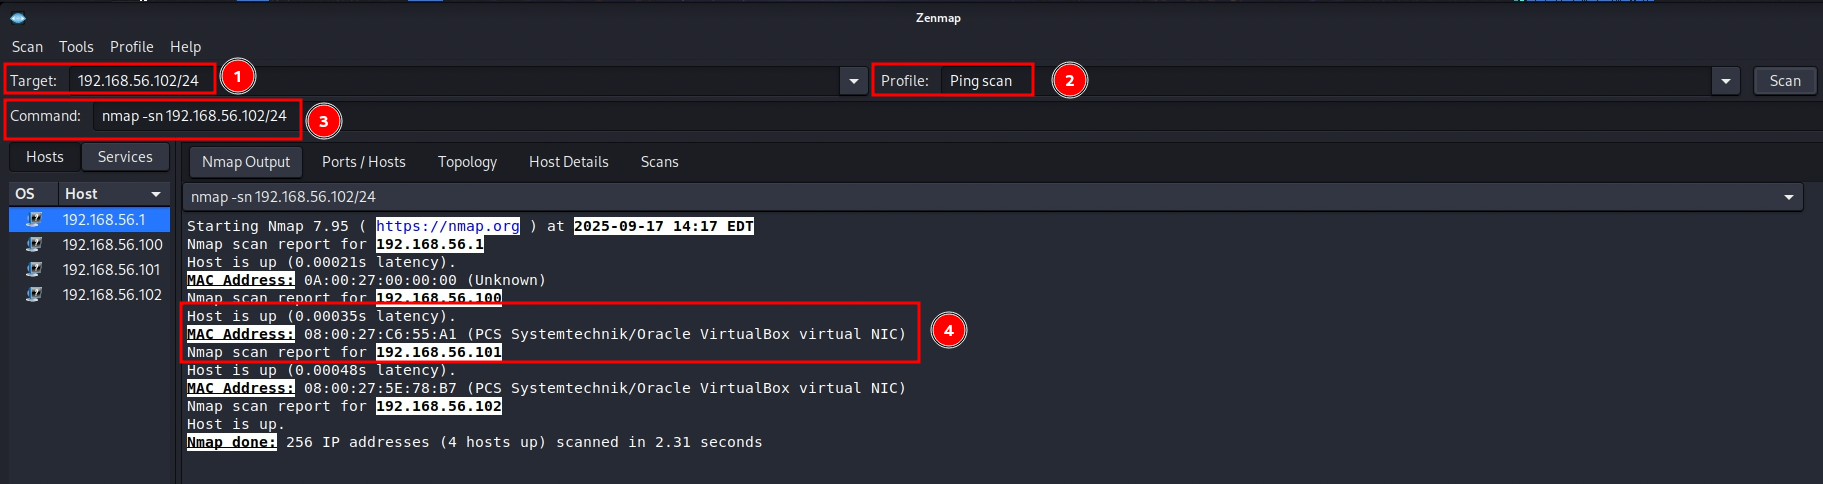 Zenmap
Scan Tools Profile Help
Target: 192.168.56.102/24 1 Profile: Ping scan 2 Scan
Command: nmap -sn 192.168.56.102/24 3
Hosts Services Nmap Output Ports / Hosts Topology Host Details Scans
OS Host nmap -sn 192.168.56.102/24
192.168.56.1
192.168.56.100
192.168.56.101
192.168.56.102
Starting Nmap 7.95 ( https://nmap.org ) at 2025-09-17 14:17 EDT
Nmap scan report for 192.168.56.1
Host is up (0.00021s latency).
MAC Address: 0A:00:27:00:00:00 (Unknown)
Nmap scan report for 192.168.56.100
Host is up (0.00035s latency).
MAC Address: 08:00:27:C6:55:A1 (PCS Systemtechnik/Oracle VirtualBox virtual NIC) 4
Nmap scan report for 192.168.56.101
Host is up (0.00048s latency).
MAC Address: 08:00:27:5E:78:B7 (PCS Systemtechnik/Oracle VirtualBox virtual NIC)
Nmap scan report for 192.168.56.102
Host is up.
Nmap done: 256 IP addresses (4 hosts up) scanned in 2.31 seconds